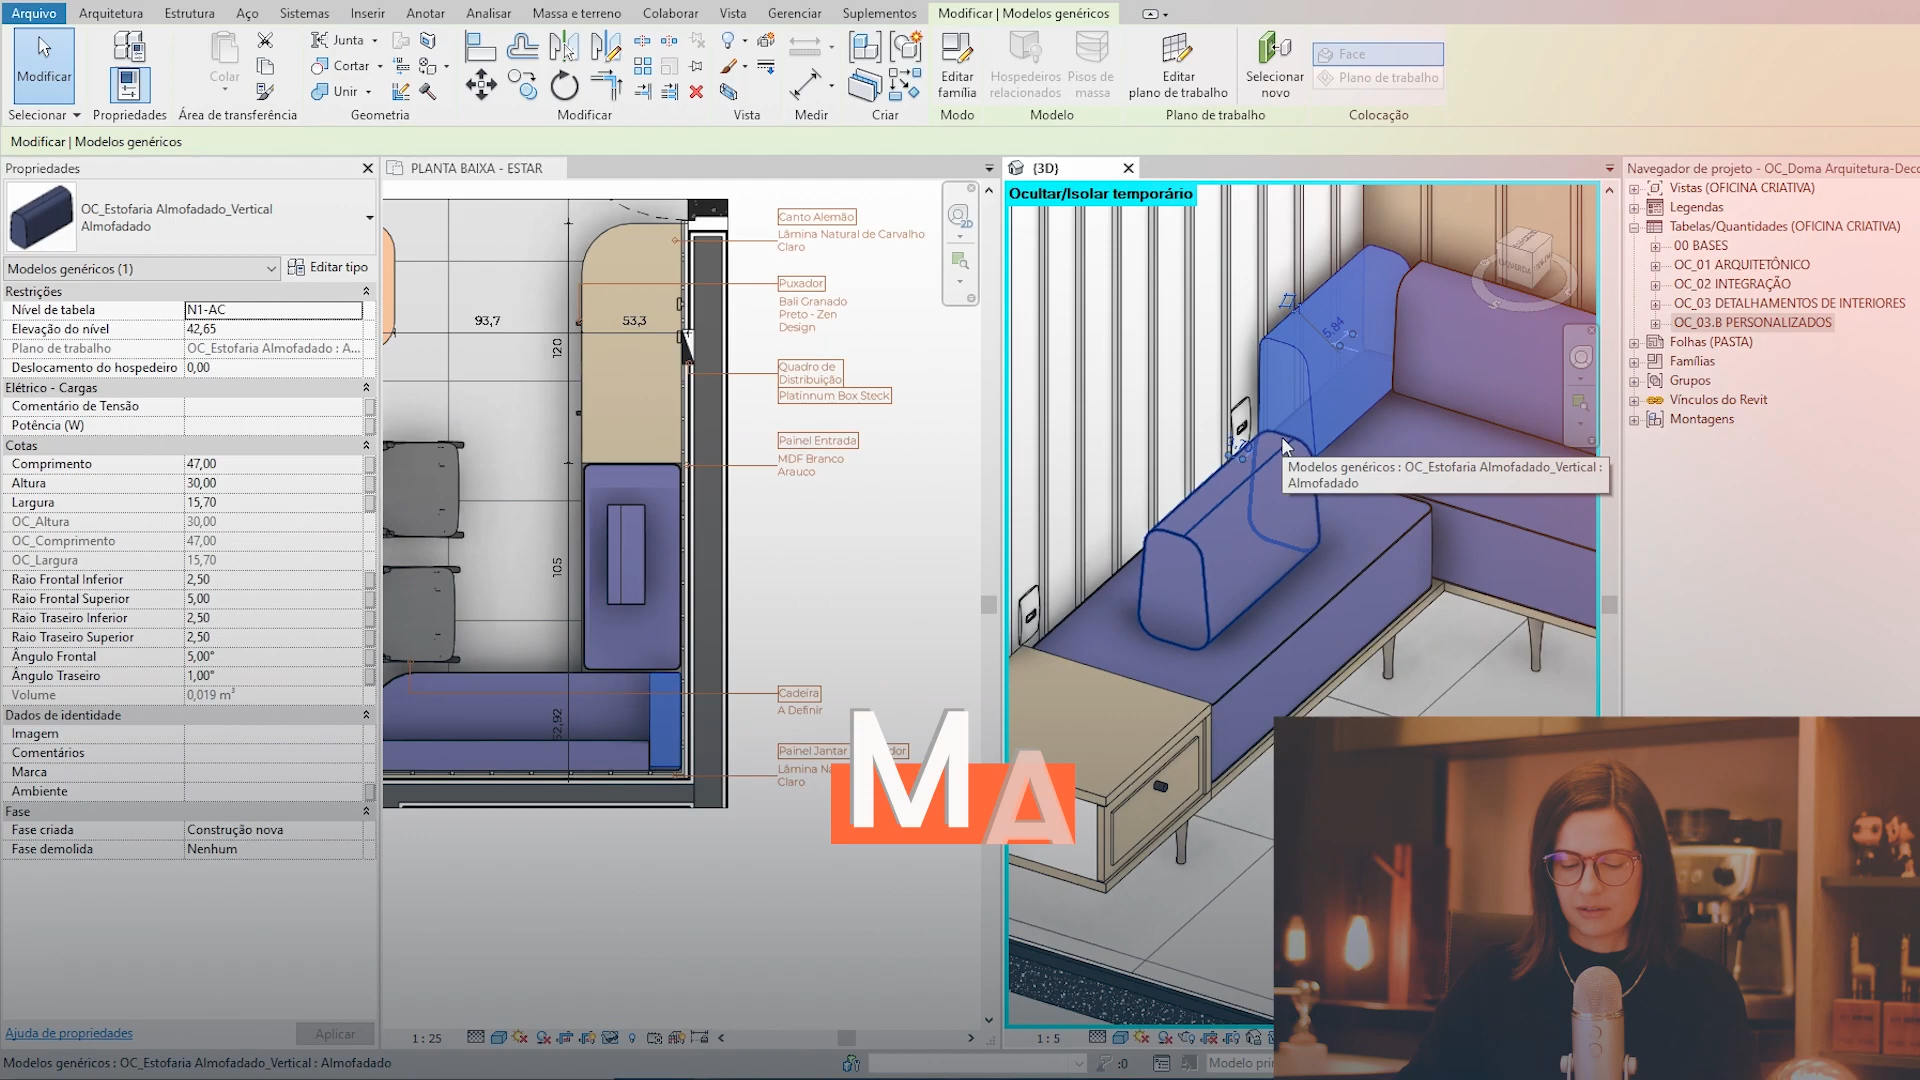 Arquivo Arquitetura Estrutura Aço Sistemas Inserir Anotar Analisar Massa e terreno Colaborar Vista Gerenciar Suplementos Modificar | Modelos genéricos
Modificar
Colar
Junta
Cortar
Unir
Editar família
Hospedeiros relacionados
Pisos de massa
Editar plano de trabalho
Selecionar novo
Face
Plano de trabalho
Selecionar Propriedades Área de transferência Geometria Modificar Vista Medir Criar Modo Modelo Plano de trabalho Colocação
Modificar | Modelos genéricos
Propriedades
OC_Estofaria Almofadado_Vertical
Almofadado
Modelos genéricos (1) Editar tipo
Restrições
Nível de tabela N1-AC
Elevação do nível 42,65
Plano de trabalho OC_Estofaria Almofadado : A...
Deslocamento do hospedeiro 0,00
Elétrico - Cargas
Comentário de Tensão
Potência (W)
Cotas
Comprimento 47,00
Altura 30,00
Largura 15,70
OC_Altura 30,00
OC_Comprimento 47,00
OC_Largura 15,70
Raio Frontal Inferior 2,50
Raio Frontal Superior 5,00
Raio Traseiro Inferior 2,50
Raio Traseiro Superior 2,50
Ângulo Frontal 5,00°
Ângulo Traseiro 1,00°
Volume 0,019 m³
Dados de identidade
Imagem
Comentários
Marca
Ambiente
Fase
Fase criada Construção nova
Fase demolida Nenhum
Ajuda de propriedades Aplicar
Modelos genéricos : OC_Estofaria Almofadado_Vertical : Almofadado
PLANTA BAIXA - ESTAR
2D
93,7
53,3
120
105
52,92
Canto Alemão
Lâmina Natural de Carvalho
Claro
Puxador
Bali Granado
Preto - Zen
Design
Quadro de
Distribuição
Platinnum Box Steck
Painel Entrada
MDF Branco
Arauco
Cadeira
A Definir
Painel Jantar dor
Lâmina Na
Claro
MA
1 : 25
{3D}
Ocultar/Isolar temporário
5,84
Modelos genéricos : OC_Estofaria Almofadado_Vertical :
Almofadado
1 : 5
:0
Modelo pri
Navegador de projeto - OC_Doma Arquitetura-Deco
Vistas (OFICINA CRIATIVA)
Legendas
Tabelas/Quantidades (OFICINA CRIATIVA)
00 BASES
OC_01 ARQUITETÔNICO
OC_02 INTEGRAÇÃO
OC_03 DETALHAMENTOS DE INTERIORES
OC_03.B PERSONALIZADOS
Folhas (PASTA)
Famílias
Grupos
Vínculos do Revit
Montagens